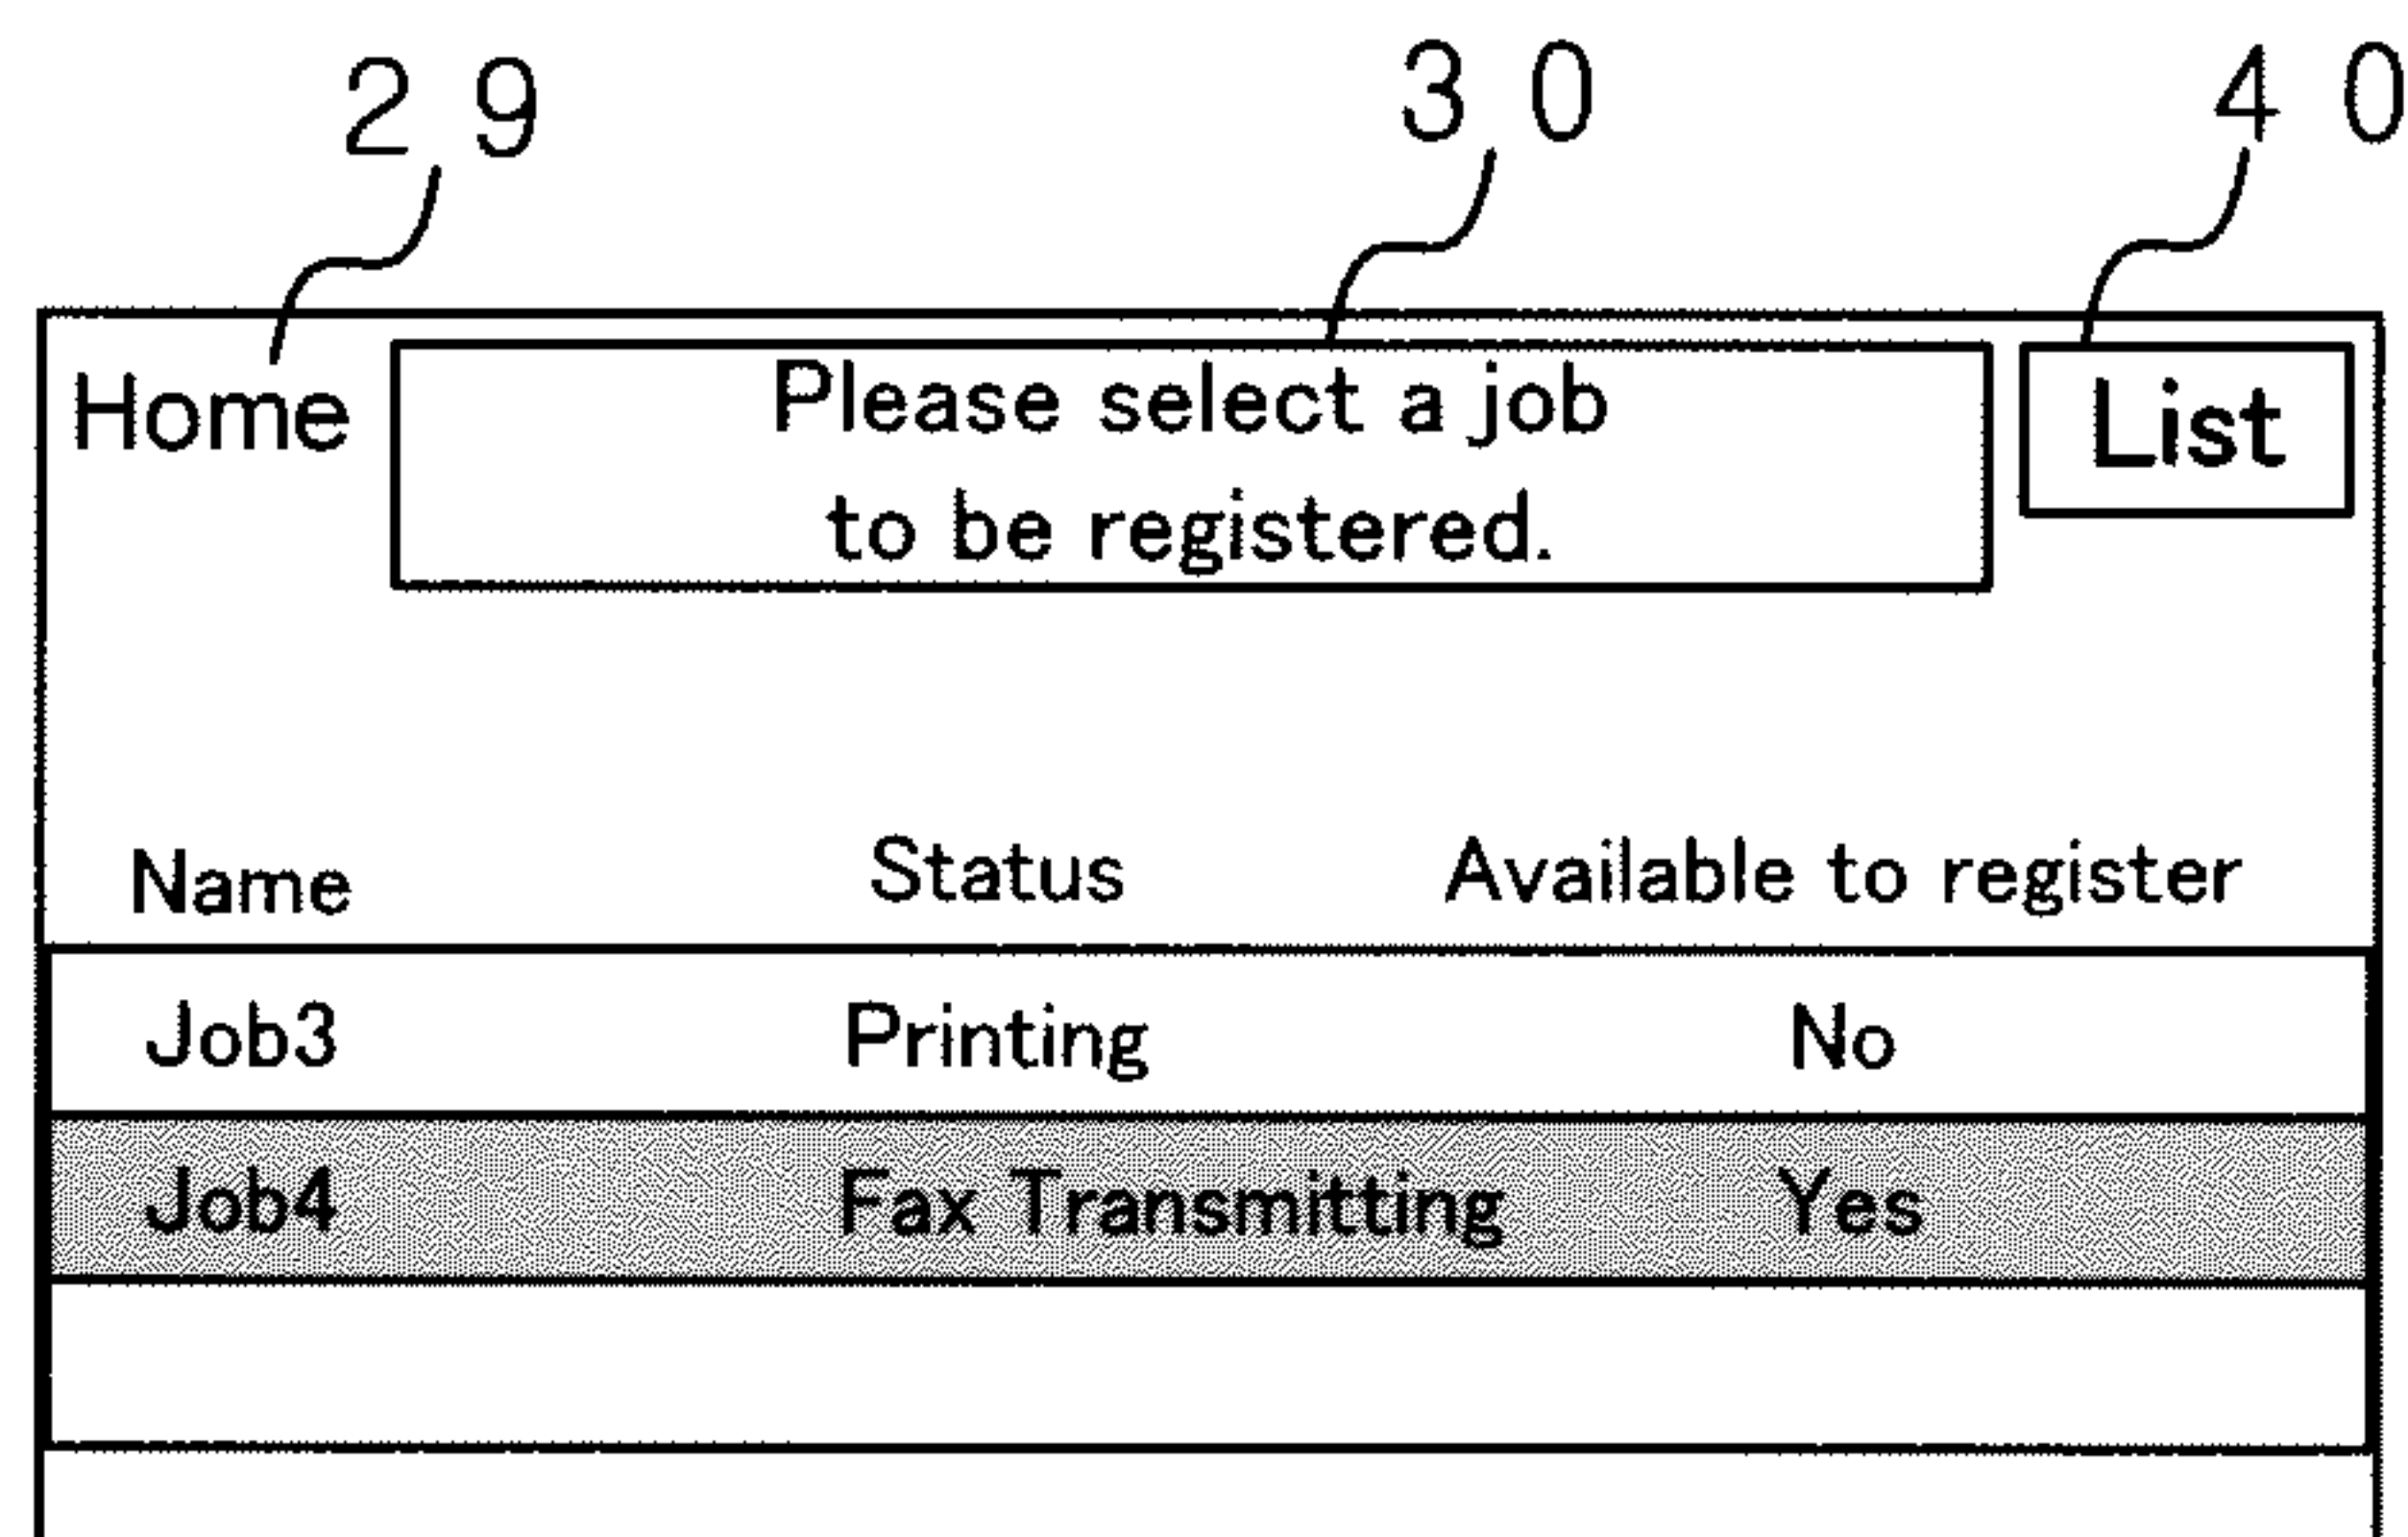 29 30 40
Home Please select a job List
to be registered.
Name Status Available to register
Job3 Printing No
Job4 Fax Transmitting Yes